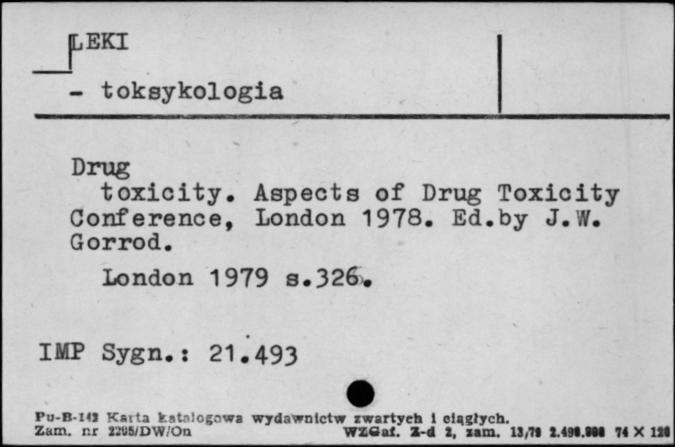 LEKI
- toksykologia
Drug
toxicity. Aspects of Drug Toxicity
Conference, London 1978. Ed.by J.W.
Gorrod.
London 1979 s.326.
IMP Sygn.: 21.493
Pu-B-142 Karta katalogowa wydawnictw zwartych i ciągłych.
Zam. nr 2295/DW/On WZGraf. Z-d 2, zam. 13/79 2.498.000 74 X 120